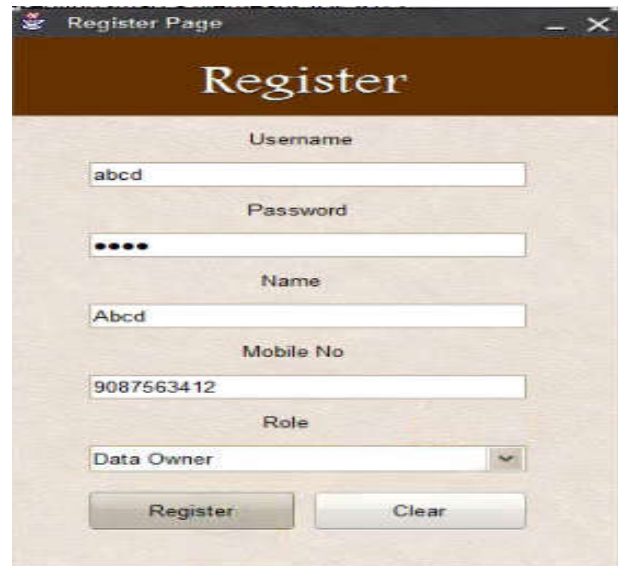 Register Page
Register
Username
abcd
Password
••••
Name
Abcd
Mobile No
9087563412
Role
Data Owner
Register Clear